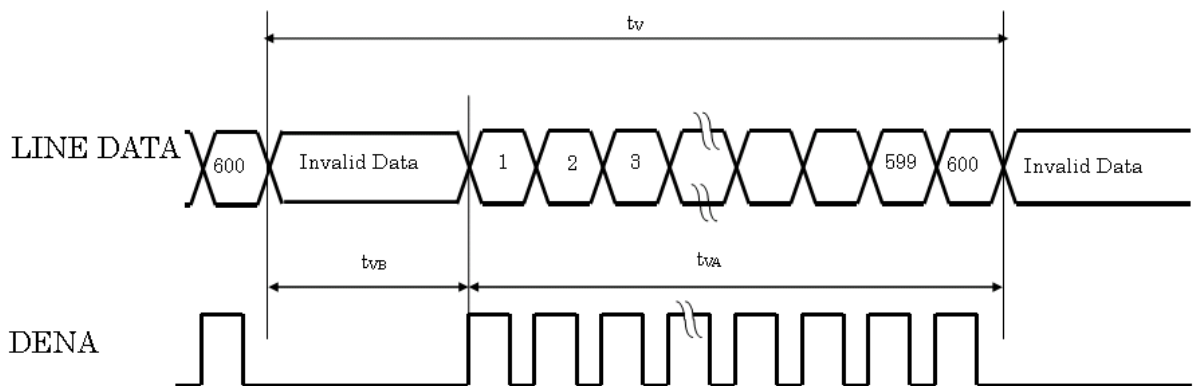 tV
LINE DATA
600 Invalid Data 1 2 3 599 600 Invalid Data
tVB tVA
DENA